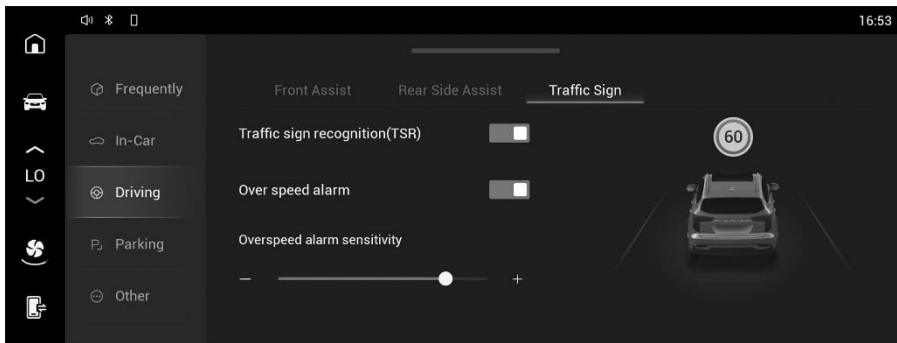 16:53
Frequently
Front Assist Rear Side Assist Traffic Sign
Traffic sign recognition(TSR)
60
In-Car
LO
Driving
Over speed alarm
Parking
Overspeed alarm sensitivity
- +
Other